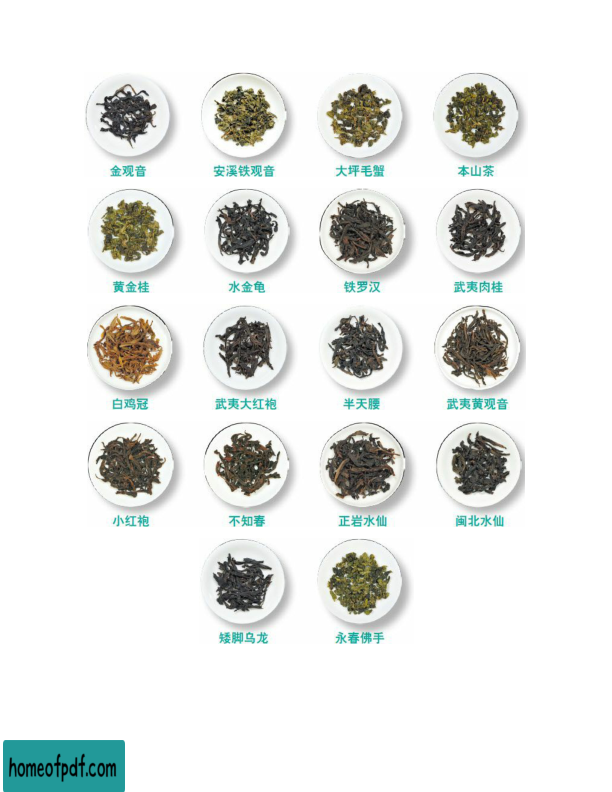 金观音 安溪铁观音 大坪毛蟹 本山茶
黄金桂 水金龟 铁罗汉 武夷肉桂
白鸡冠 武夷大红袍 半天腰 武夷黄观音
小红袍 不知春 正岩水仙 闽北水仙
矮脚乌龙 永春佛手
homeofpdf.com